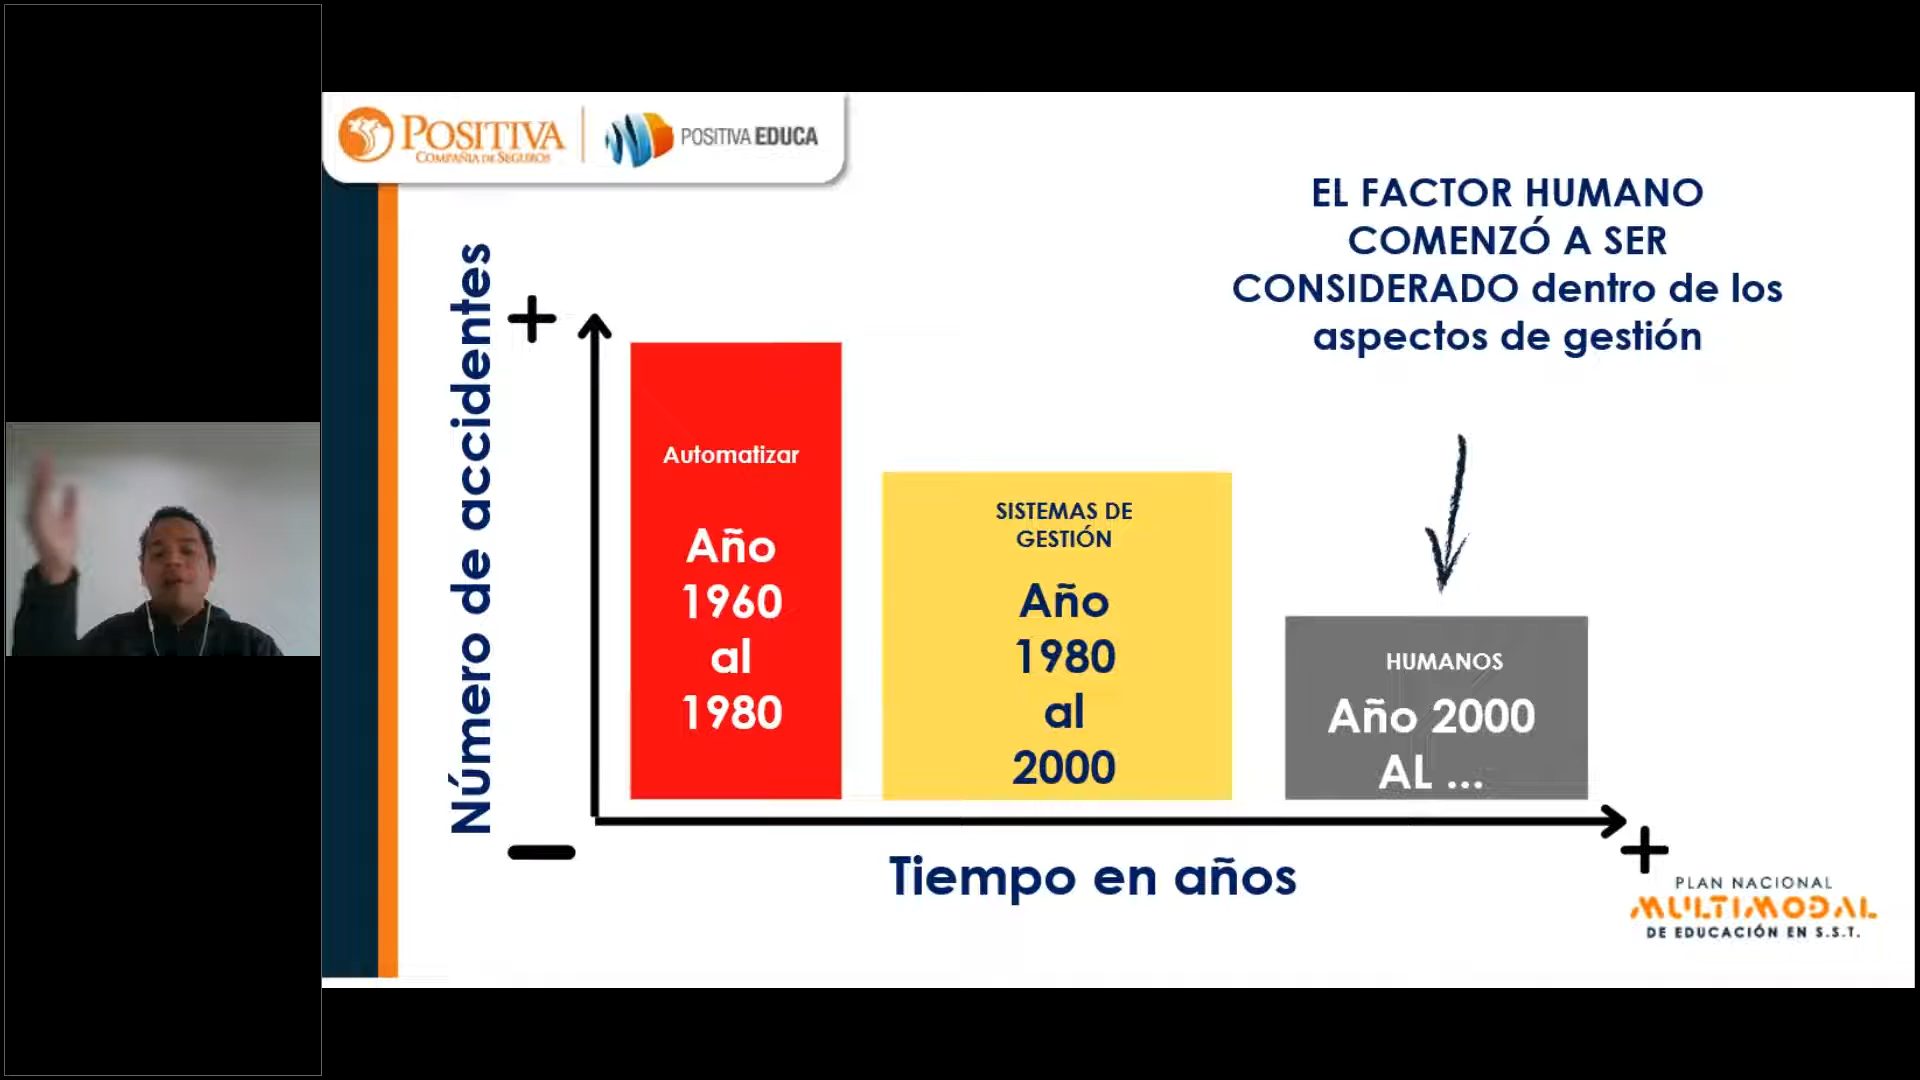 POSITIVA
COMPAÑIA DE SEGUROS
POSITIVA EDUCA
EL FACTOR HUMANO
COMENZÓ A SER
CONSIDERADO dentro de los
aspectos de gestión
Número de accidentes
+
Automatizar
Año
1960
al
1980
SISTEMAS DE
GESTIÓN
Año
1980
al
2000
HUMANOS
Año 2000
AL ...
–
Tiempo en años
+
PLAN NACIONAL
MULTIMODAL
DE EDUCACIÓN EN S.S.T.